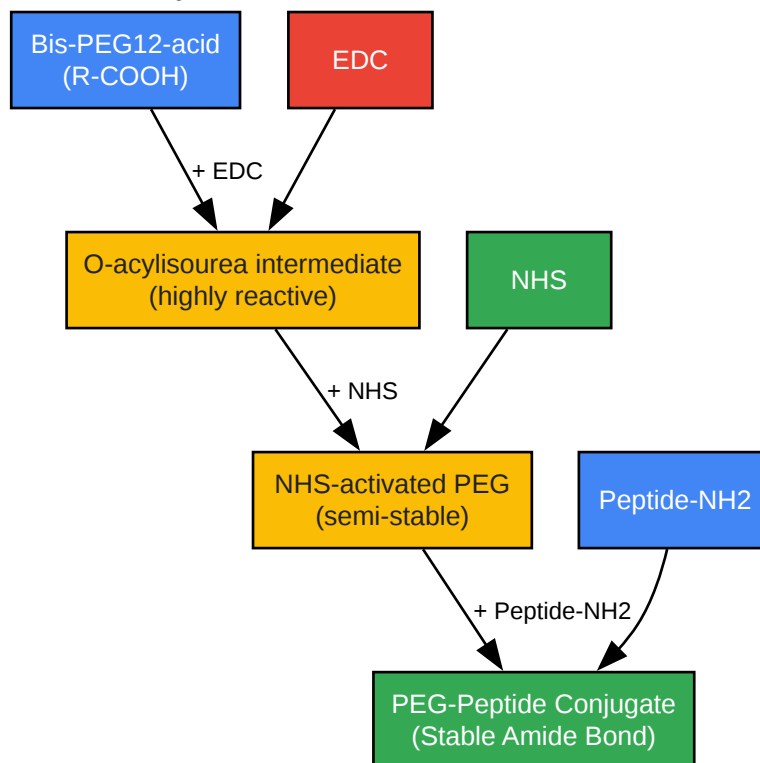 Bis-PEG12-acid
(R-COOH)
EDC
+ EDC
O-acylisourea intermediate
(highly reactive)
NHS
+ NHS
NHS-activated PEG
(semi-stable)
Peptide-NH2
+ Peptide-NH2
PEG-Peptide Conjugate
(Stable Amide Bond)